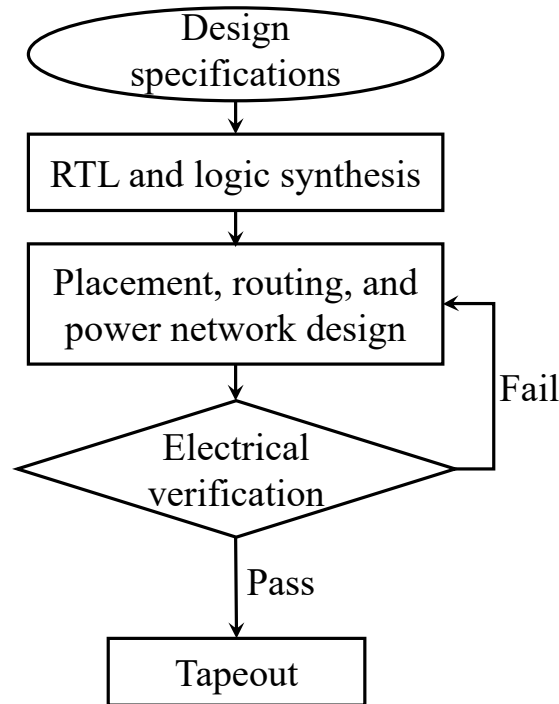 Design
specifications
RTL and logic synthesis
Placement, routing, and
power network design
Fail
Electrical
verification
Pass
Tapeout